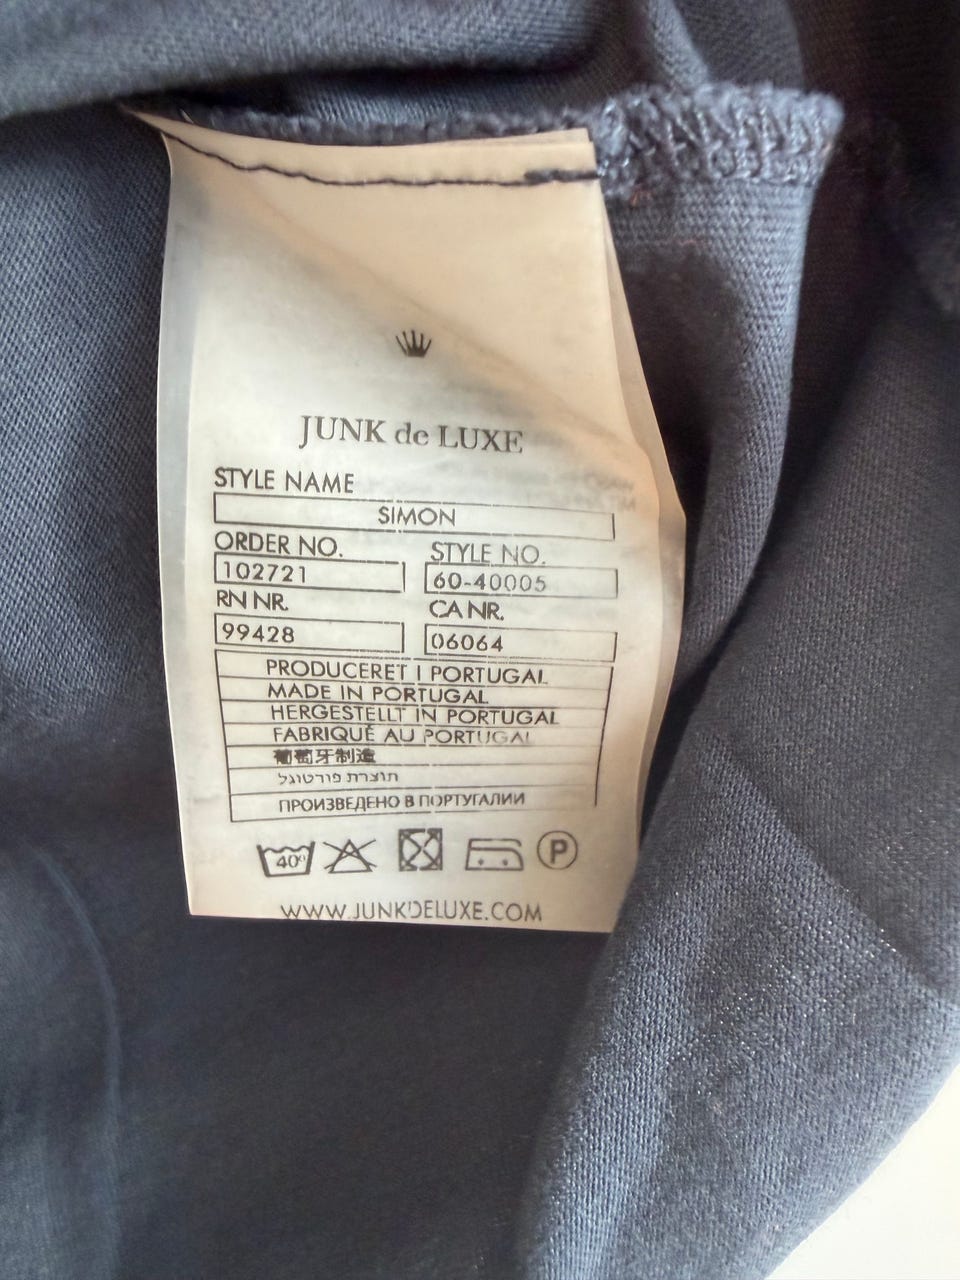 JUNK de LUXE
STYLE NAME
SIMON
ORDER NO. STYLE NO.
102721 60-40005
RN NR. CA NR.
99428 06064
PRODUCERET I PORTUGAL
MADE IN PORTUGAL
HERGESTELLT IN PORTUGAL
FABRIQUÉ AU PORTUGAL
葡萄牙制造
תוצרת פורטוגל
ПРОИЗВЕДЕНО В ПОРТУГАЛИИ
40° P
WWW.JUNKDELUXE.COM